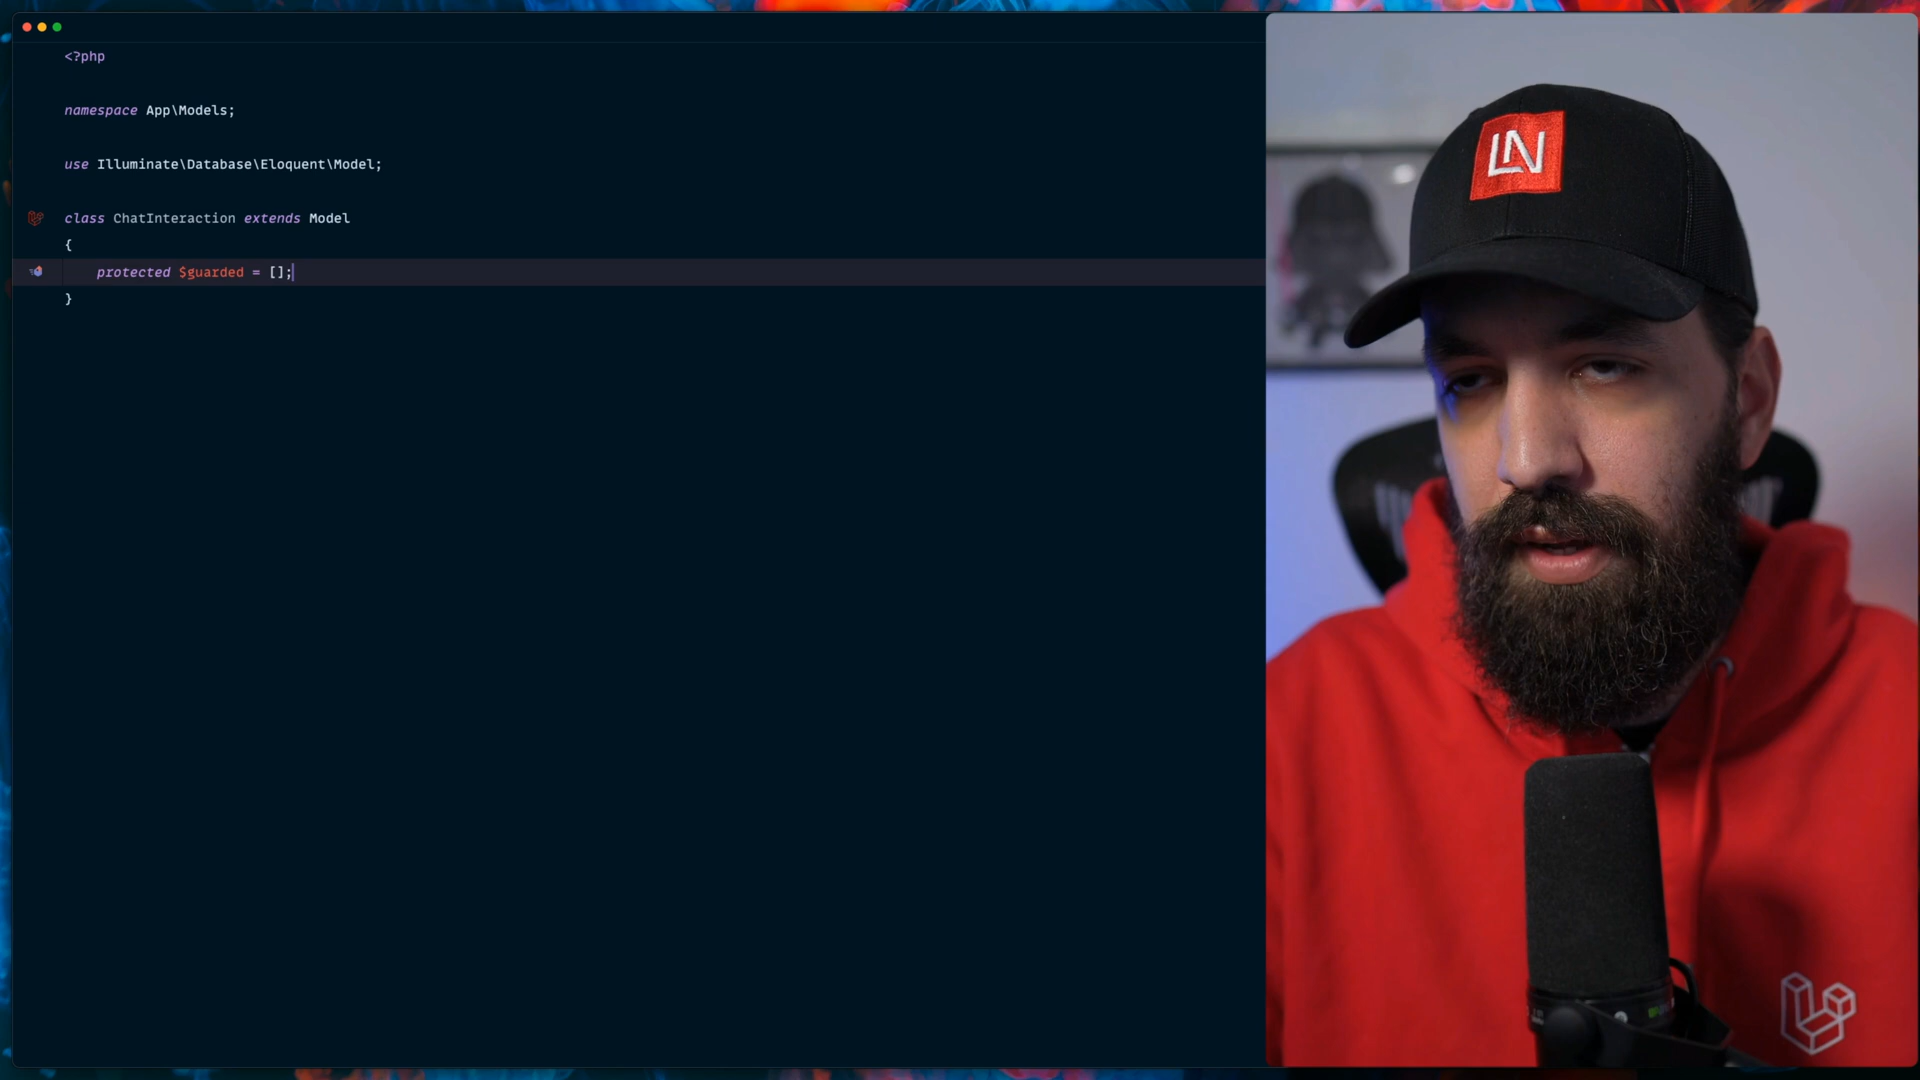 <?php
namespace App\Models;
use Illuminate\Database\Eloquent\Model;
class ChatInteraction extends Model
{
protected $guarded = [];
}
LN